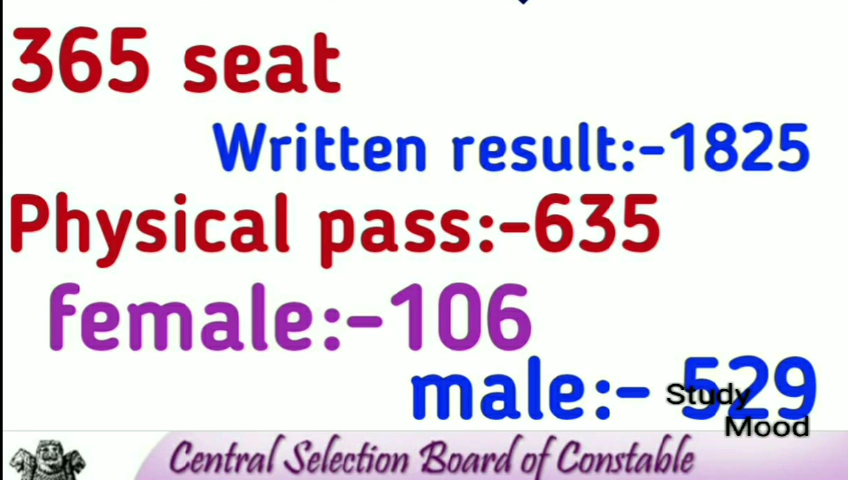 365 seat
Written result:-1825
Physical pass:-635
female:-106
male:- 529
Study
Mood
Central Selection Board of Constable